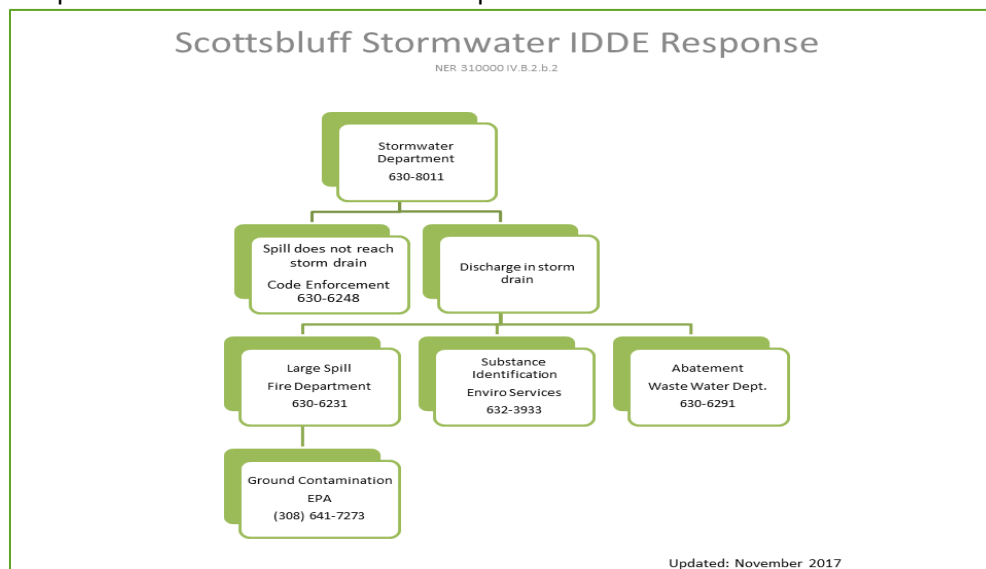 Scottsbluff Stormwater IDDE Response
NER 310000 IV.B.2.b.2
Stormwater
Department
630-8011
Spill does not reach
storm drain
Code Enforcement
630-6248
Discharge in storm
drain
Large Spill
Fire Department
630-6231
Substance
Identification
Enviro Services
632-3933
Abatement
Waste Water Dept.
630-6291
Ground Contamination
EPA
(308) 641-7273
Updated: November 2017